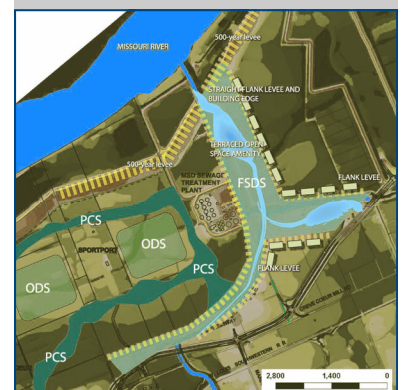 500-year levee
MISSOURI RIVER
STRAIGHT-FLANK LEVEE AND
BUILDING EDGE
TERRACED OPEN
SPACE AMENITY
500-year levee
MSD SEWAGE
TREATMENT
PLANT
FSDS
FLANK LEVEE
PCS
SPORTPORT
ODS
PCS
FLANK LEVEE
ODS
PCS
SOUTHWESTERN R.R.
2,800 1,400 0